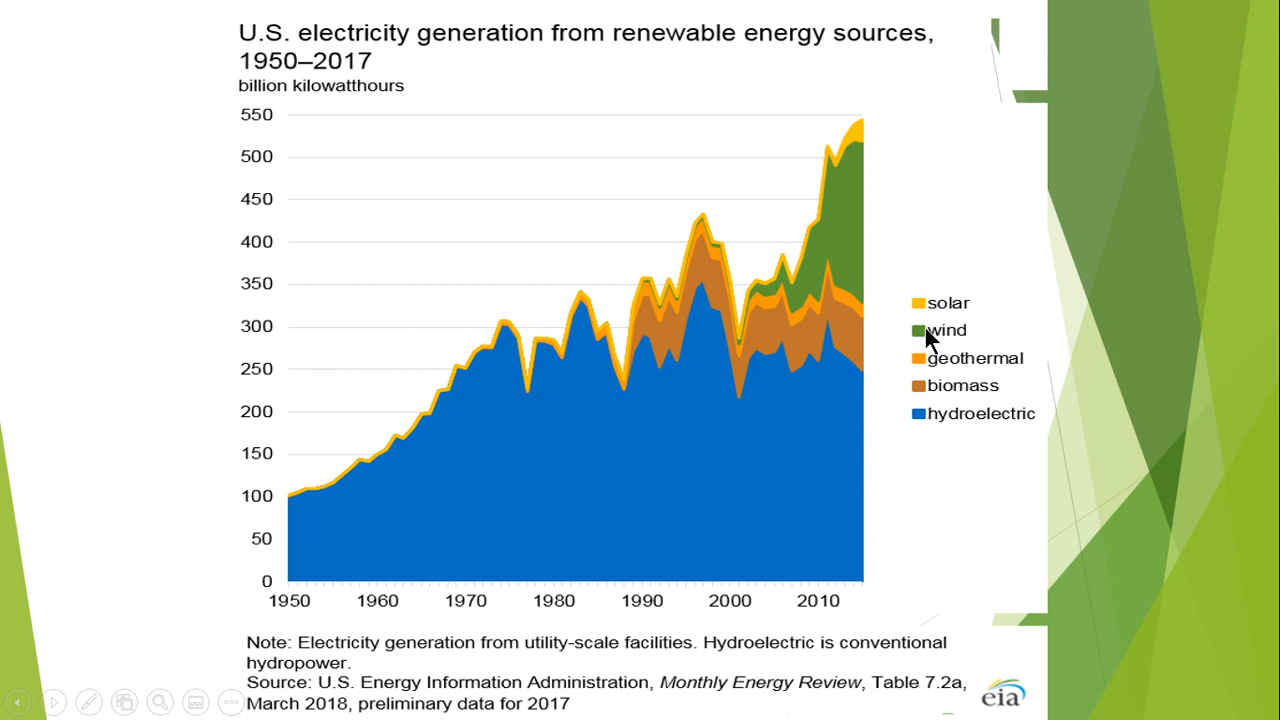 U.S. electricity generation from renewable energy sources,
1950–2017
billion kilowatthours
550
500
450
400
350
300
250
200
150
100
50
0
1950 1960 1970 1980 1990 2000 2010
solar
wind
geothermal
biomass
hydroelectric
Note: Electricity generation from utility-scale facilities. Hydroelectric is conventional
hydropower.
Source: U.S. Energy Information Administration, Monthly Energy Review, Table 7.2a,
March 2018, preliminary data for 2017
eia